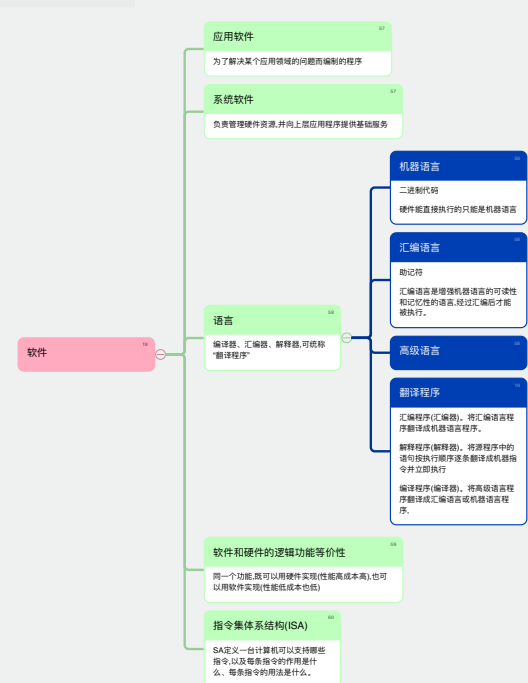 应用软件
57
为了解决某个应用领域的问题而编制的程序
系统软件
57
负责管理硬件资源,并向上层应用程序提供基础服务
机器语言
二进制代码
硬件能直接执行的只能是机器语言
汇编语言
助记符
汇编语言是增强机器语言的可读性
和记忆性的语言,经过汇编后才能
被执行。
语言
58
编译器、汇编器、解释器,可统称
"翻译程序"
高级语言
软件
16
翻译程序
汇编程序(汇编器)。将汇编语言程
序翻译成机器语言程序。
解释程序(解释器)。将源程序中的
语句按执行顺序逐条翻译成机器指
令并立即执行
编译程序(编译器)。将高级语言程
序翻译成汇编语言或机器语言程
序,
软件和硬件的逻辑功能等价性
59
同一个功能,既可以用硬件实现(性能高成本高),也可
以用软件实现(性能低成本也低)
指令集体系结构(ISA)
60
SA定义一台计算机可以支持哪些
指令,以及每条指令的作用是什
么、每条指令的用法是什么。